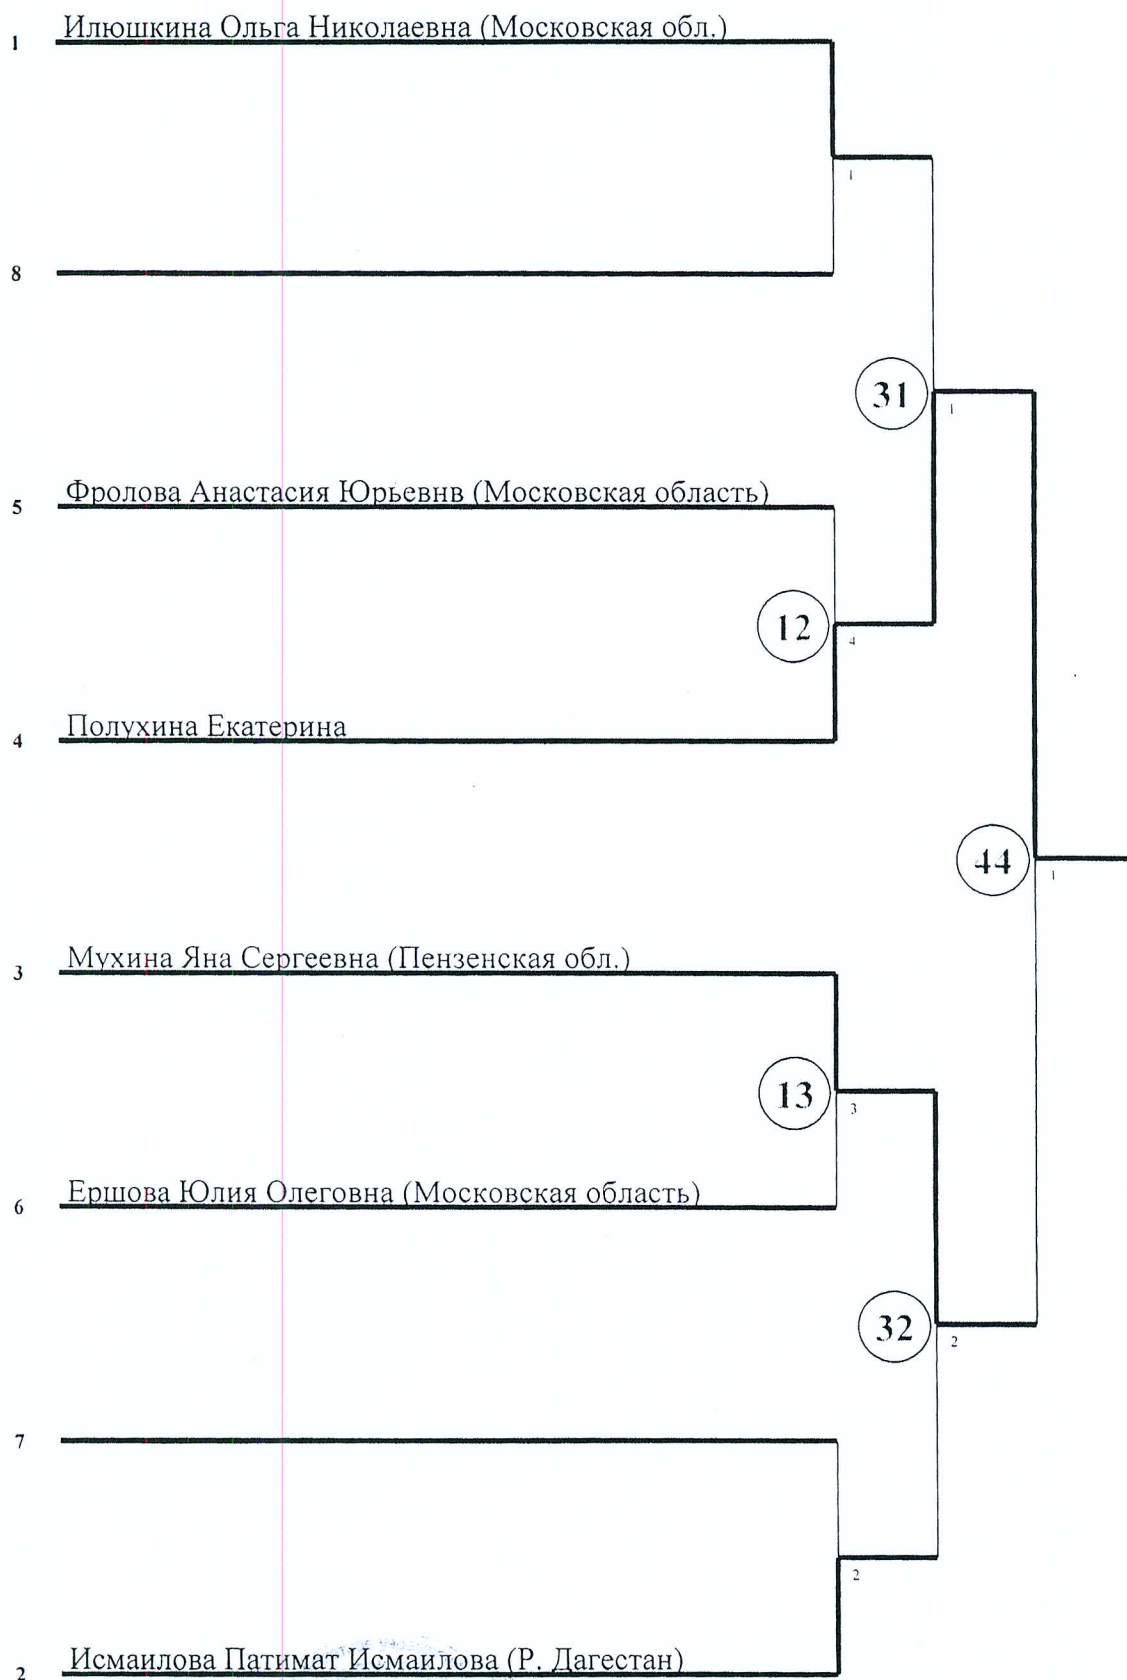 1 Илюшкина Ольга Николаевна (Московская обл.)
1
8
31
1
5 Фролова Анастасия Юрьевнв (Московская область)
12
4
4 Полухина Екатерина
44
1
3 Мухина Яна Сергеевна (Пензенская обл.)
13
3
6 Ершова Юлия Олеговна (Московская область)
32
2
7
2
2 Исмаилова Патимат Исмаилова (Р. Дагестан)